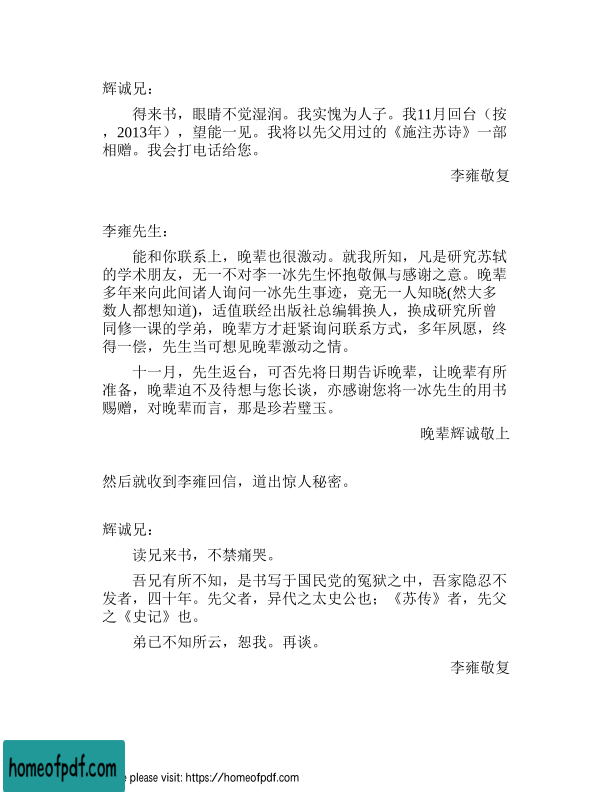 辉诚兄：
得来书，眼睛不觉湿润。我实愧为人子。我11月回台（按
，2013年），望能一见。我将以先父用过的《施注苏诗》一部
相赠。我会打电话给您。
李雍敬复
李雍先生：
能和你联系上，晚辈也很激动。就我所知，凡是研究苏轼
的学术朋友，无一不对李一冰先生怀抱敬佩与感谢之意。晚辈
多年来向此间诸人询问一冰先生事迹，竟无一人知晓(然大多
数人都想知道)，适值联经出版社总编辑换人，换成研究所曾
同修一课的学弟，晚辈方才赶紧询问联系方式，多年夙愿，终
得一偿，先生当可想见晚辈激动之情。
十一月，先生返台，可否先将日期告诉晚辈，让晚辈有所
准备，晚辈迫不及待想与您长谈，亦感谢您将一冰先生的用书
赐赠，对晚辈而言，那是珍若璧玉。
晚辈辉诚敬上
然后就收到李雍回信，道出惊人秘密。
辉诚兄：
读兄来书，不禁痛哭。
吾兄有所不知，是书写于国民党的冤狱之中，吾家隐忍不
发者，四十年。先父者，异代之太史公也；《苏传》者，先父
之《史记》也。
弟已不知所云，恕我。再谈。
李雍敬复
homeofpdf.com
please visit: https://homeofpdf.com